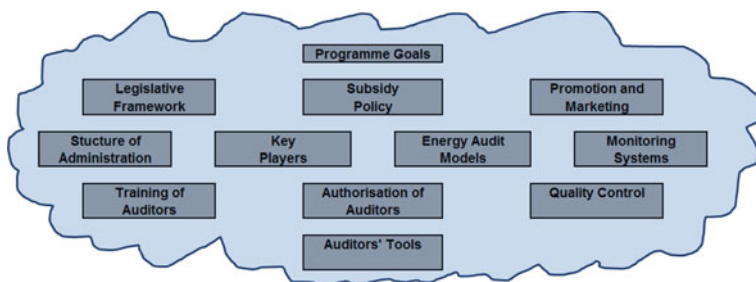 Programme Goals
Legislative
Framework
Subsidy
Policy
Promotion and
Marketing
Stucture of
Administration
Key
Players
Energy Audit
Models
Monitoring
Systems
Training of
Auditors
Authorisation of
Auditors
Quality Control
Auditors' Tools